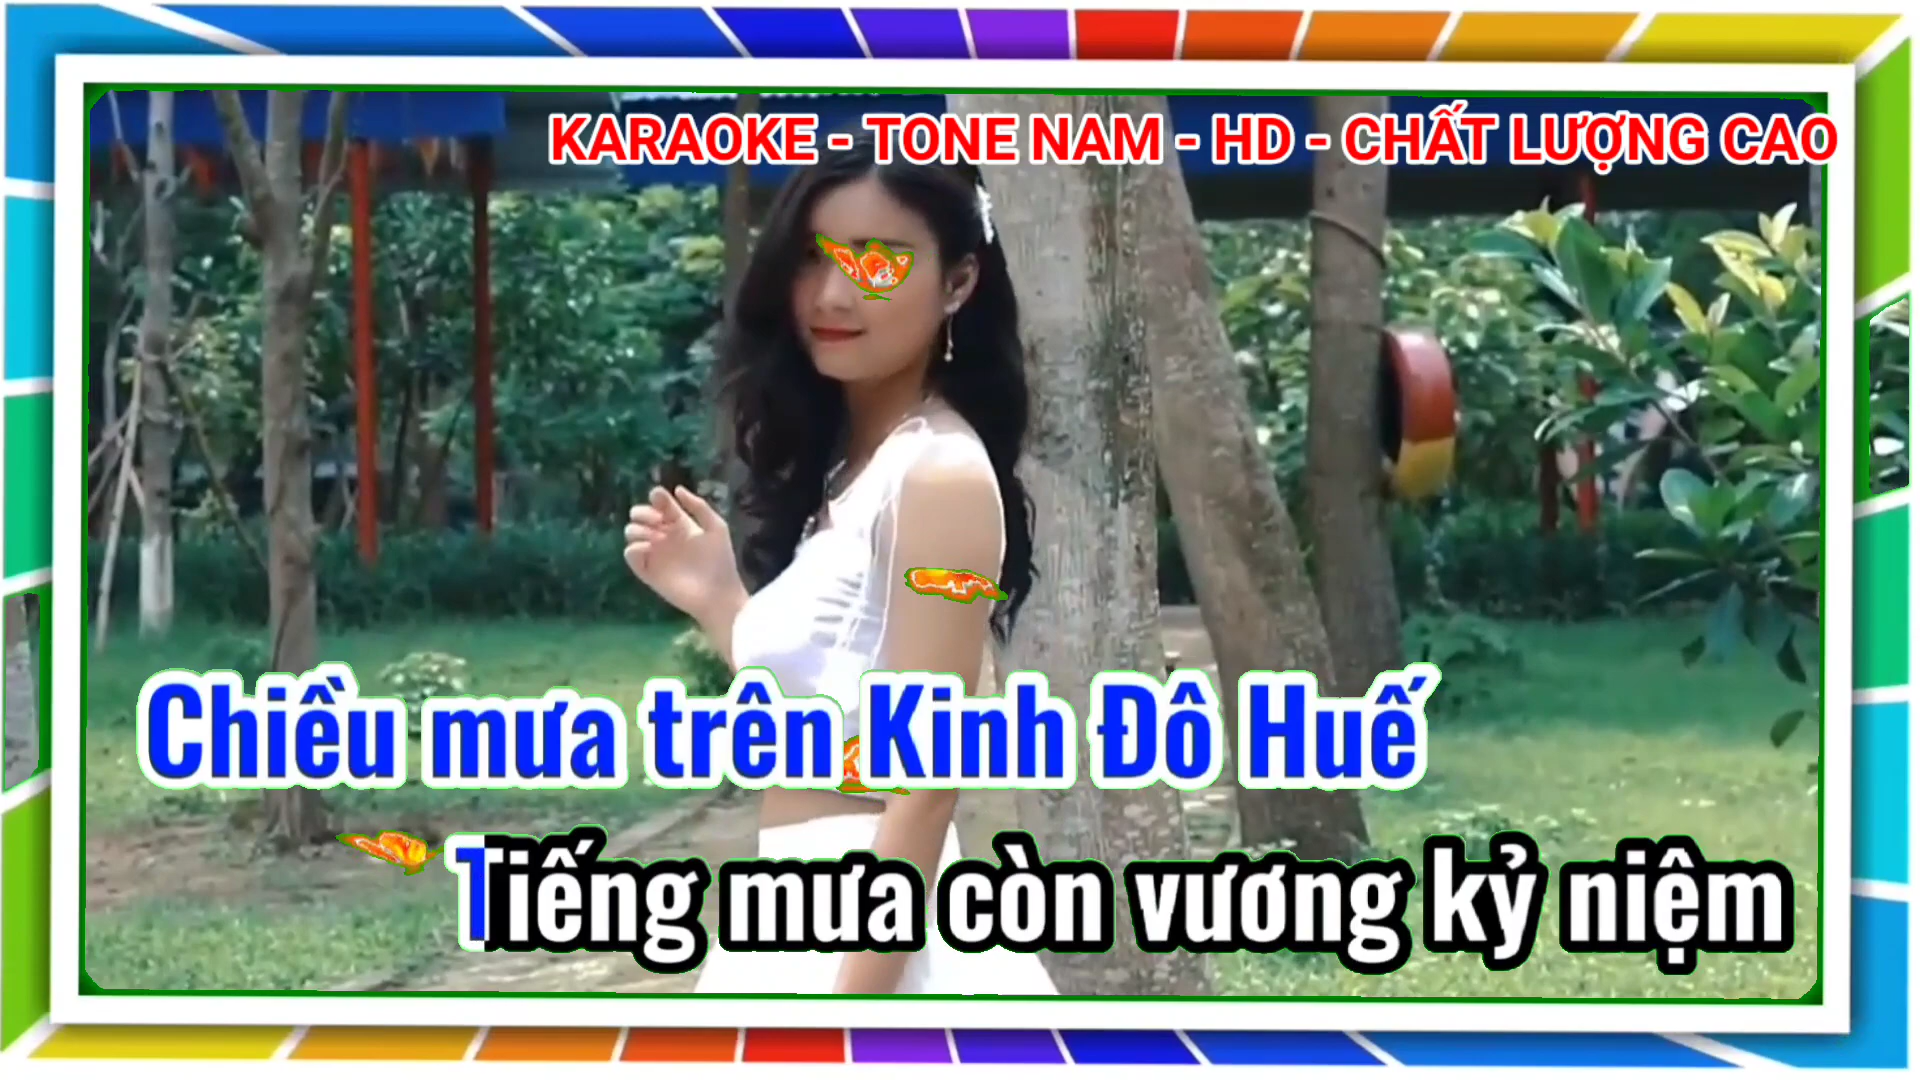 KARAOKE - TONE NAM - HD - CHẤT LƯỢNG CAO
Chiều mưa trên Kinh Đô Huế
Tiếng mưa còn vương kỷ niệm